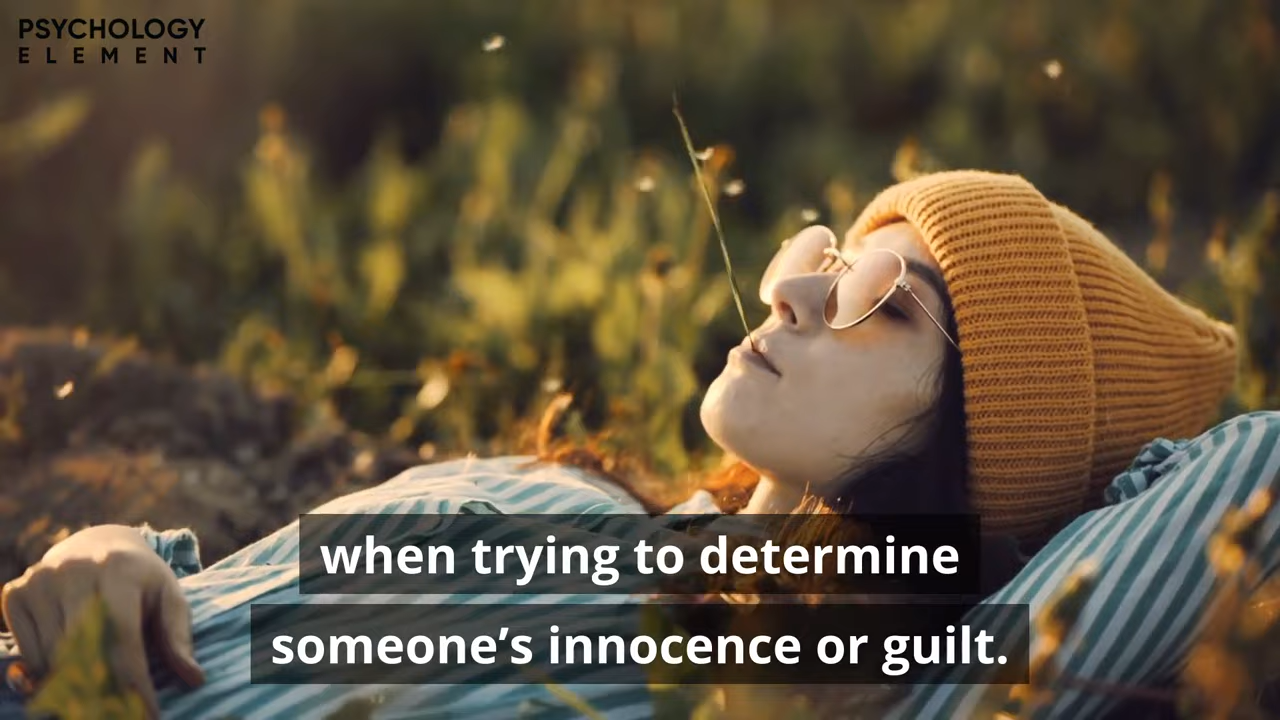 PSYCHOLOGY
ELEMENT
when trying to determine
someone’s innocence or guilt.